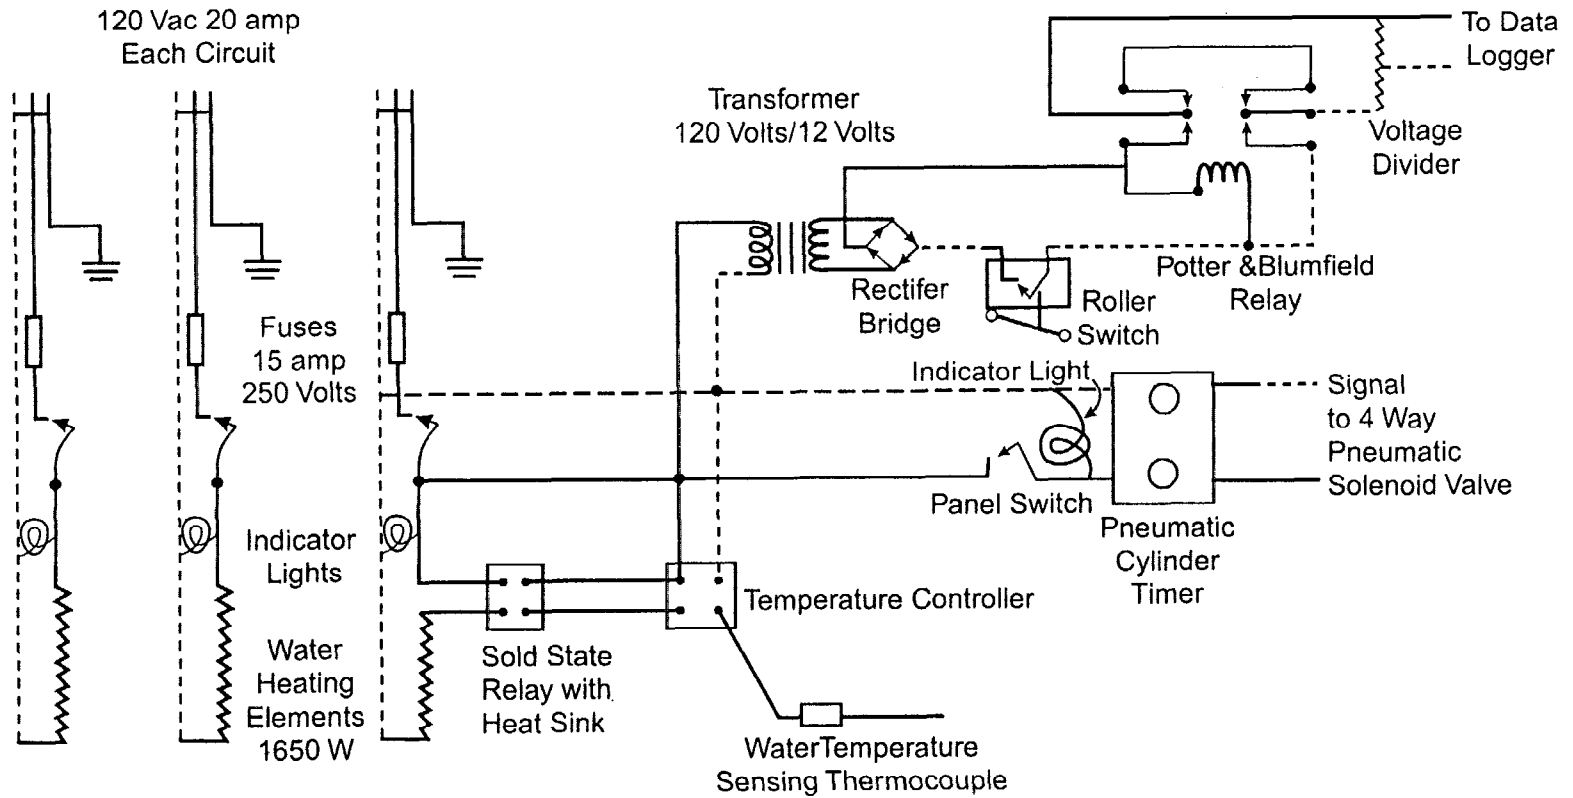 120 Vac 20 amp
Each Circuit
To Data
Logger
Transformer
120 Volts/12 Volts
Voltage
Divider
Potter &Blumfield
Relay
Rectifer
Bridge
Roller
Switch
Fuses
15 amp
250 Volts
Indicator Light
Signal
to 4 Way
Pneumatic
Solenoid Valve
Panel Switch
Pneumatic
Cylinder
Timer
Indicator
Lights
Temperature Controller
Water
Heating
Elements
1650 W
Sold State
Relay with
Heat Sink
WaterTemperature
Sensing Thermocouple